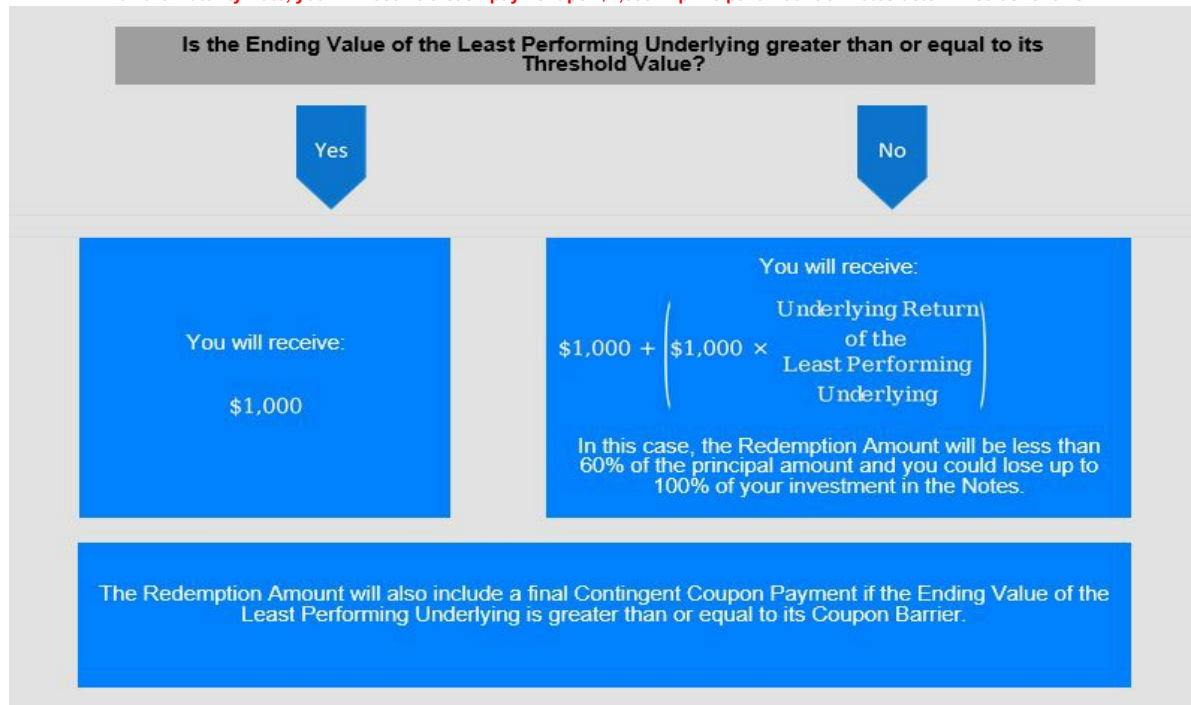 Is the Ending Value of the Least Performing Underlying greater than or equal to its
Threshold Value?
Yes
No
You will receive:
$1,000
You will receive:
$1,000 + ($1,000 × Underlying Return
of the
Least Performing
Underlying)
In this case, the Redemption Amount will be less than
60% of the principal amount and you could lose up to
100% of your investment in the Notes.
The Redemption Amount will also include a final Contingent Coupon Payment if the Ending Value of the
Least Performing Underlying is greater than or equal to its Coupon Barrier.